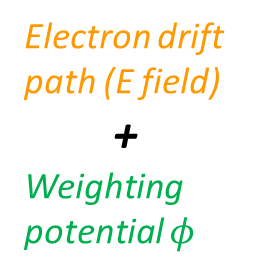 Electron drift
path (E field)
+
Weighting
potential ϕ